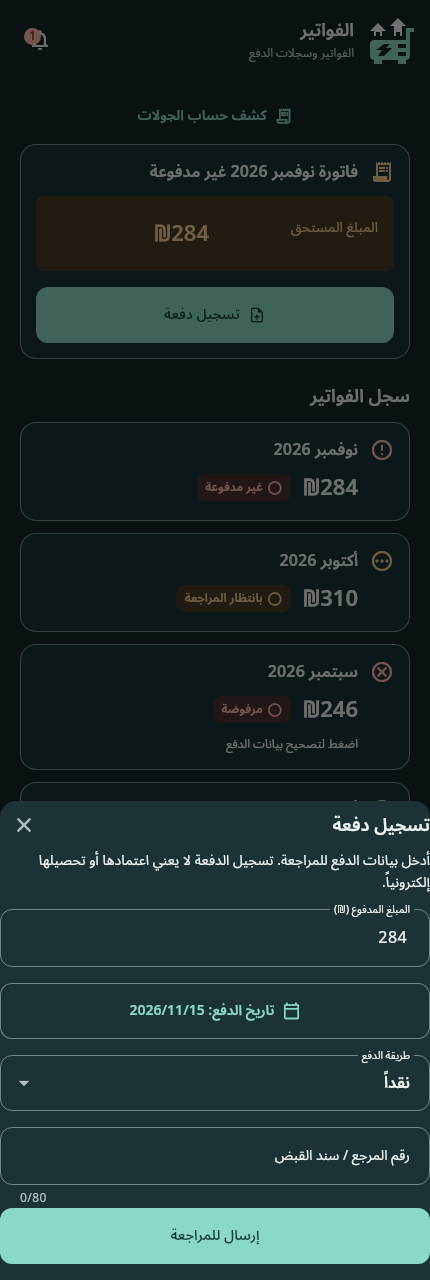 الفواتير
الفواتير وسجلات الدفع
1
كشف حساب الجولات
فاتورة نوفمبر 2026 غير مدفوعة
المبلغ المستحق
₪284
تسجيل دفعة
سجل الفواتير
نوفمبر 2026
₪284
غير مدفوعة
أكتوبر 2026
₪310
بانتظار المراجعة
سبتمبر 2026
₪246
مرفوضة
اضغط لتصحيح بيانات الدفع
تسجيل دفعة
أدخل بيانات الدفع للمراجعة. تسجيل الدفعة لا يعني اعتمادها أو تحصيلها
إلكترونياً.
المبلغ المدفوع (₪)
284
تاريخ الدفع: 2026/11/15
طريقة الدفع
نقداً
رقم المرجع / سند القبض
0/80
إرسال للمراجعة